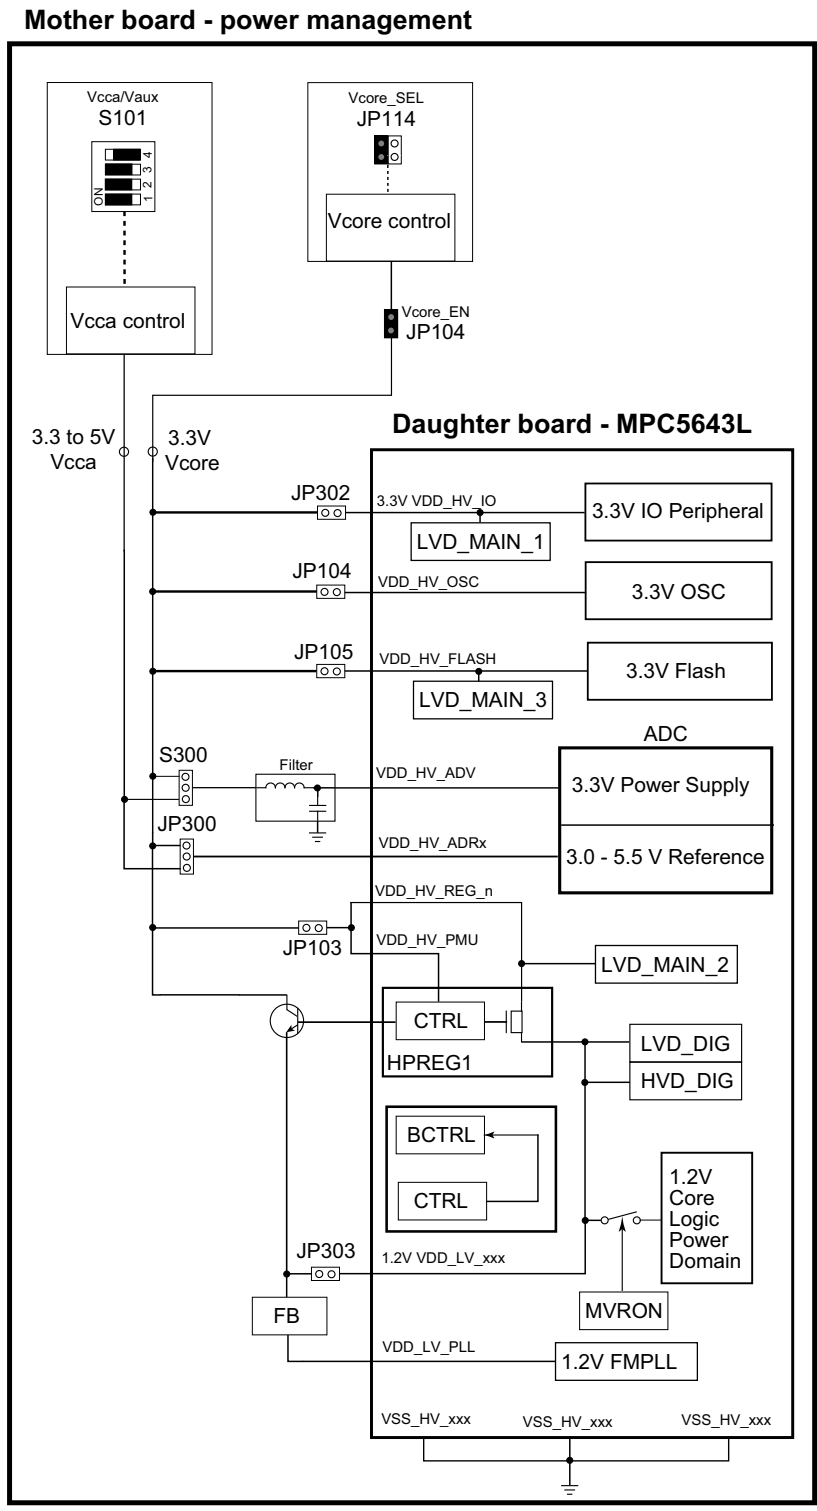 Mother board - power management
Vcca/Vaux
S101
4
3
2
1
ON
Vcca control
Vcore_SEL
JP114
Vcore control
Vcore_EN
JP104
3.3 to 5V
Vcca
3.3V
Vcore
Daughter board - MPC5643L
JP302
3.3V VDD_HV_IO
3.3V IO Peripheral
LVD_MAIN_1
JP104
VDD_HV_OSC
3.3V OSC
JP105
VDD_HV_FLASH
3.3V Flash
LVD_MAIN_3
ADC
S300
Filter
VDD_HV_ADV
3.3V Power Supply
JP300
VDD_HV_ADRx
3.0 - 5.5 V Reference
VDD_HV_REG_n
JP103
VDD_HV_PMU
LVD_MAIN_2
CTRL
HPREG1
LVD_DIG
HVD_DIG
BCTRL
CTRL
1.2V
Core
Logic
Power
Domain
JP303
1.2V VDD_LV_xxx
MVRON
FB
VDD_LV_PLL
1.2V FMPLL
VSS_HV_xxx
VSS_HV_xxx
VSS_HV_xxx